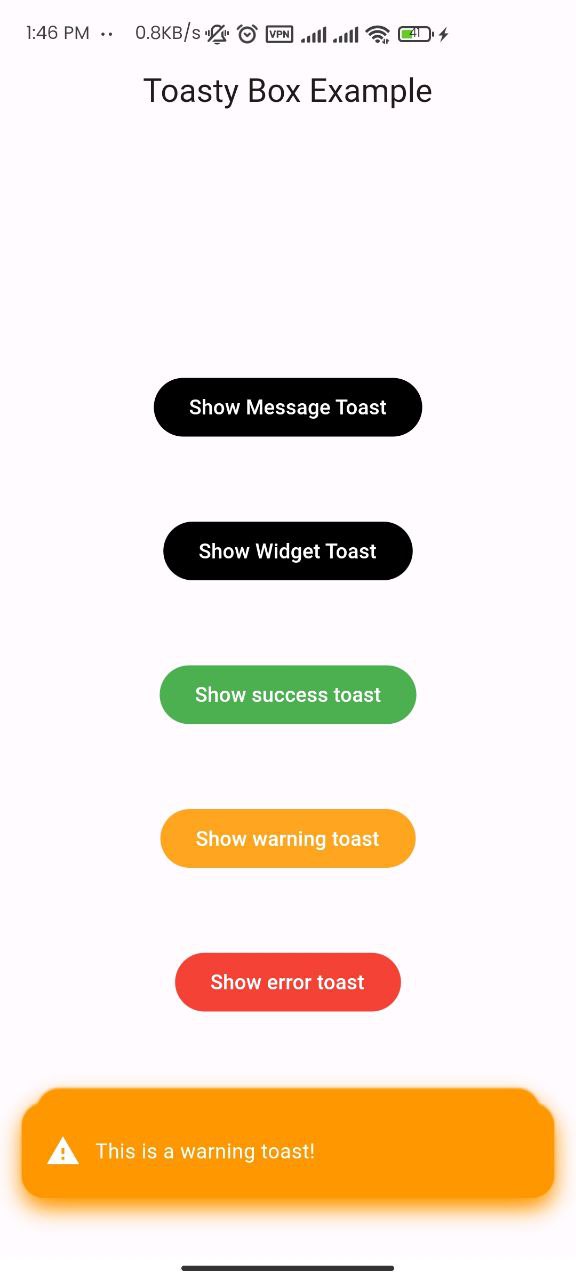 1:46 PM •• 0.8KB/s VPN 41
Toasty Box Example
Show Message Toast
Show Widget Toast
Show success toast
Show warning toast
Show error toast
This is a warning toast!